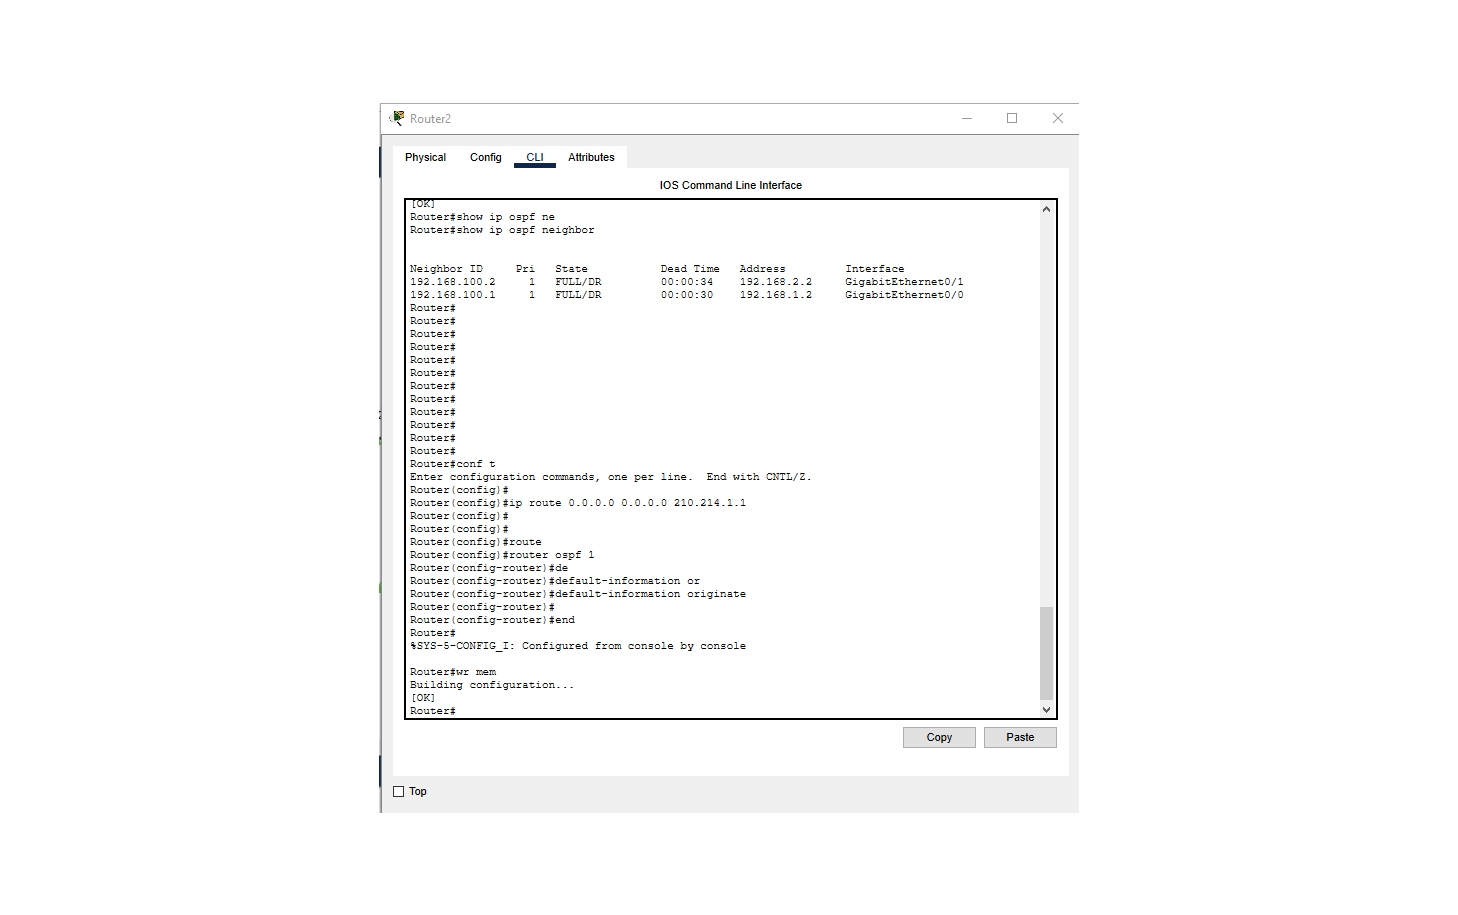 Router2
Physical Config CLI Attributes
IOS Command Line Interface
[OK]
Router#show ip ospf ne
Router#show ip ospf neighbor
Neighbor ID Pri State Dead Time Address Interface
192.168.100.2 1 FULL/DR 00:00:34 192.168.2.2 GigabitEthernet0/1
192.168.100.1 1 FULL/DR 00:00:30 192.168.1.2 GigabitEthernet0/0
Router#
Router#
Router#
Router#
Router#
Router#
Router#
Router#
Router#
Router#
Router#
Router#
Router#conf t
Enter configuration commands, one per line. End with CNTL/Z.
Router(config)#
Router(config)#ip route 0.0.0.0 0.0.0.0 210.214.1.1
Router(config)#
Router(config)#
Router(config)#route
Router(config)#router ospf 1
Router(config-router)#de
Router(config-router)#default-information or
Router(config-router)#default-information originate
Router(config-router)#
Router(config-router)#end
Router#
%SYS-5-CONFIG_I: Configured from console by console
Router#wr mem
Building configuration...
[OK]
Router#
Copy Paste
Top